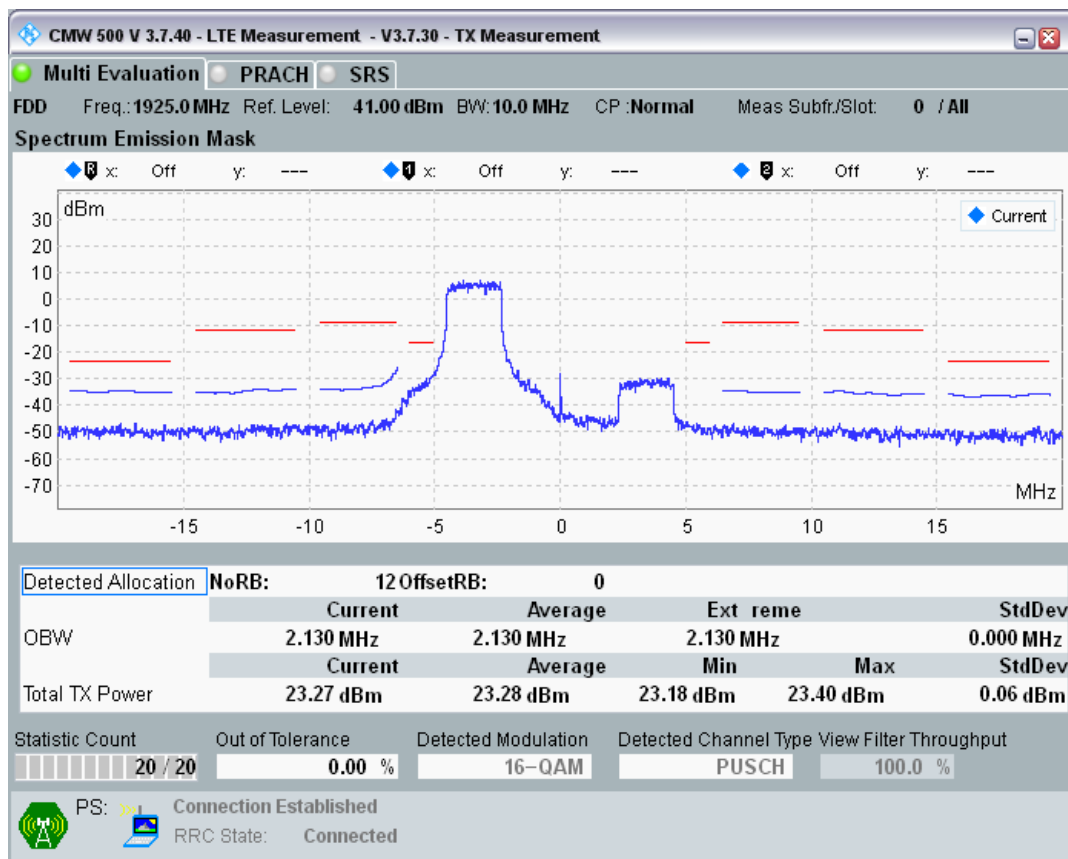 CMW 500 V 3.7.40 - LTE Measurement - V3.7.30 - TX Measurement
Multi Evaluation PRACH SRS
FDD Freq.: 1925.0 MHz Ref. Level: 41.00 dBm BW: 10.0 MHz CP : Normal Meas Subfr./Slot: 0 / All
Spectrum Emission Mask
R x: Off y: --- 1 x: Off y: --- 2 x: Off y: ---
dBm
Current
30
20
10
0
-10
-20
-30
-40
-50
-60
-70
MHz
-15 -10 -5 0 5 10 15
Detected Allocation NoRB: 12 OffsetRB: 0
Current Average Ext reme StdDev
OBW 2.130 MHz 2.130 MHz 2.130 MHz 0.000 MHz
Current Average Min Max StdDev
Total TX Power 23.27 dBm 23.28 dBm 23.18 dBm 23.40 dBm 0.06 dBm
Statistic Count Out of Tolerance Detected Modulation Detected Channel Type View Filter Throughput
20 / 20 0.00 % 16-QAM PUSCH 100.0 %
PS: Connection Established
RRC State: Connected